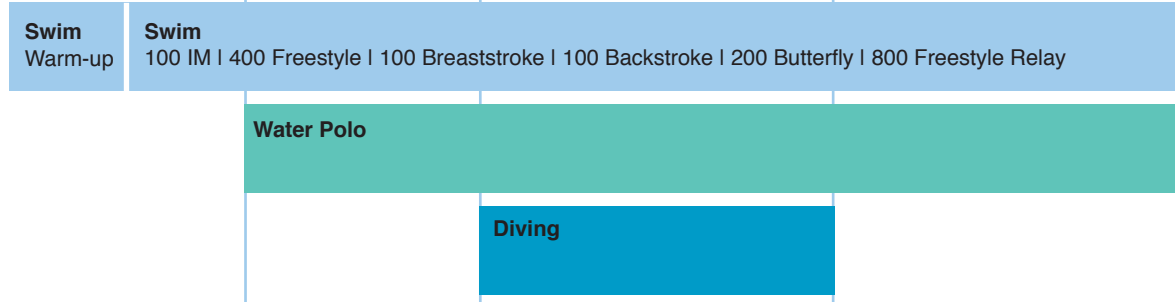 Swim
Warm-up
Swim
100 IM | 400 Freestyle | 100 Breaststroke | 100 Backstroke | 200 Butterfly | 800 Freestyle Relay
Water Polo
Diving